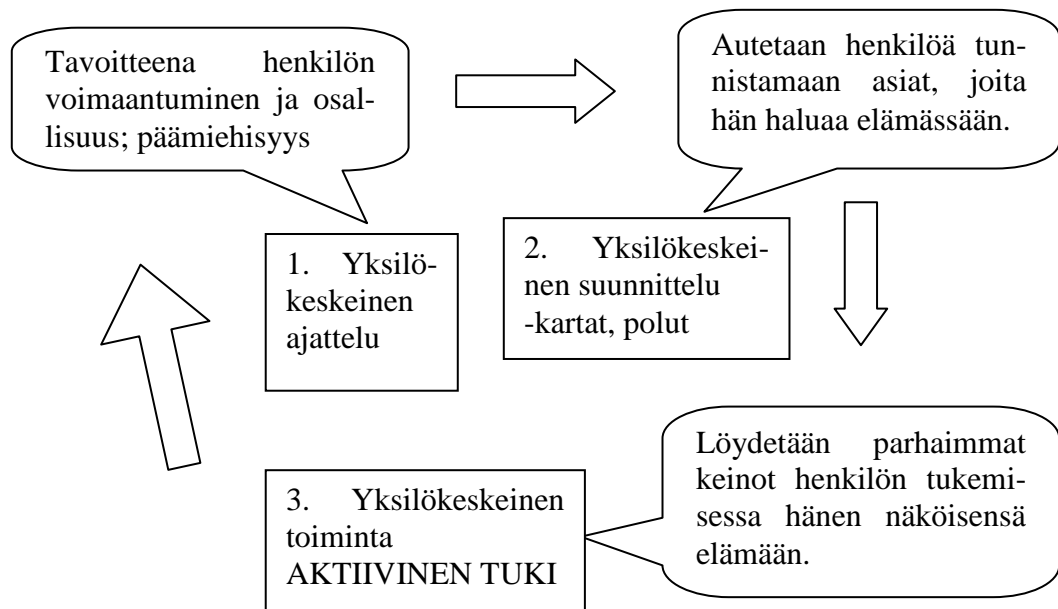 Tavoitteena henkilön
voimaantuminen ja osal-
lisuus; päämiehisyys
Autetaan henkilöä tun-
nistamaan asiat, joita
hän haluaa elämässään.
1. Yksilö-
keskeinen
ajattelu
2. Yksilökeskei-
nen suunnittelu
-kartat, polut
3. Yksilökeskeinen
toiminta
AKTIIVINEN TUKI
Löydetään parhaimmat
keinot henkilön tukemi-
sessa hänen näköisensä
elämään.